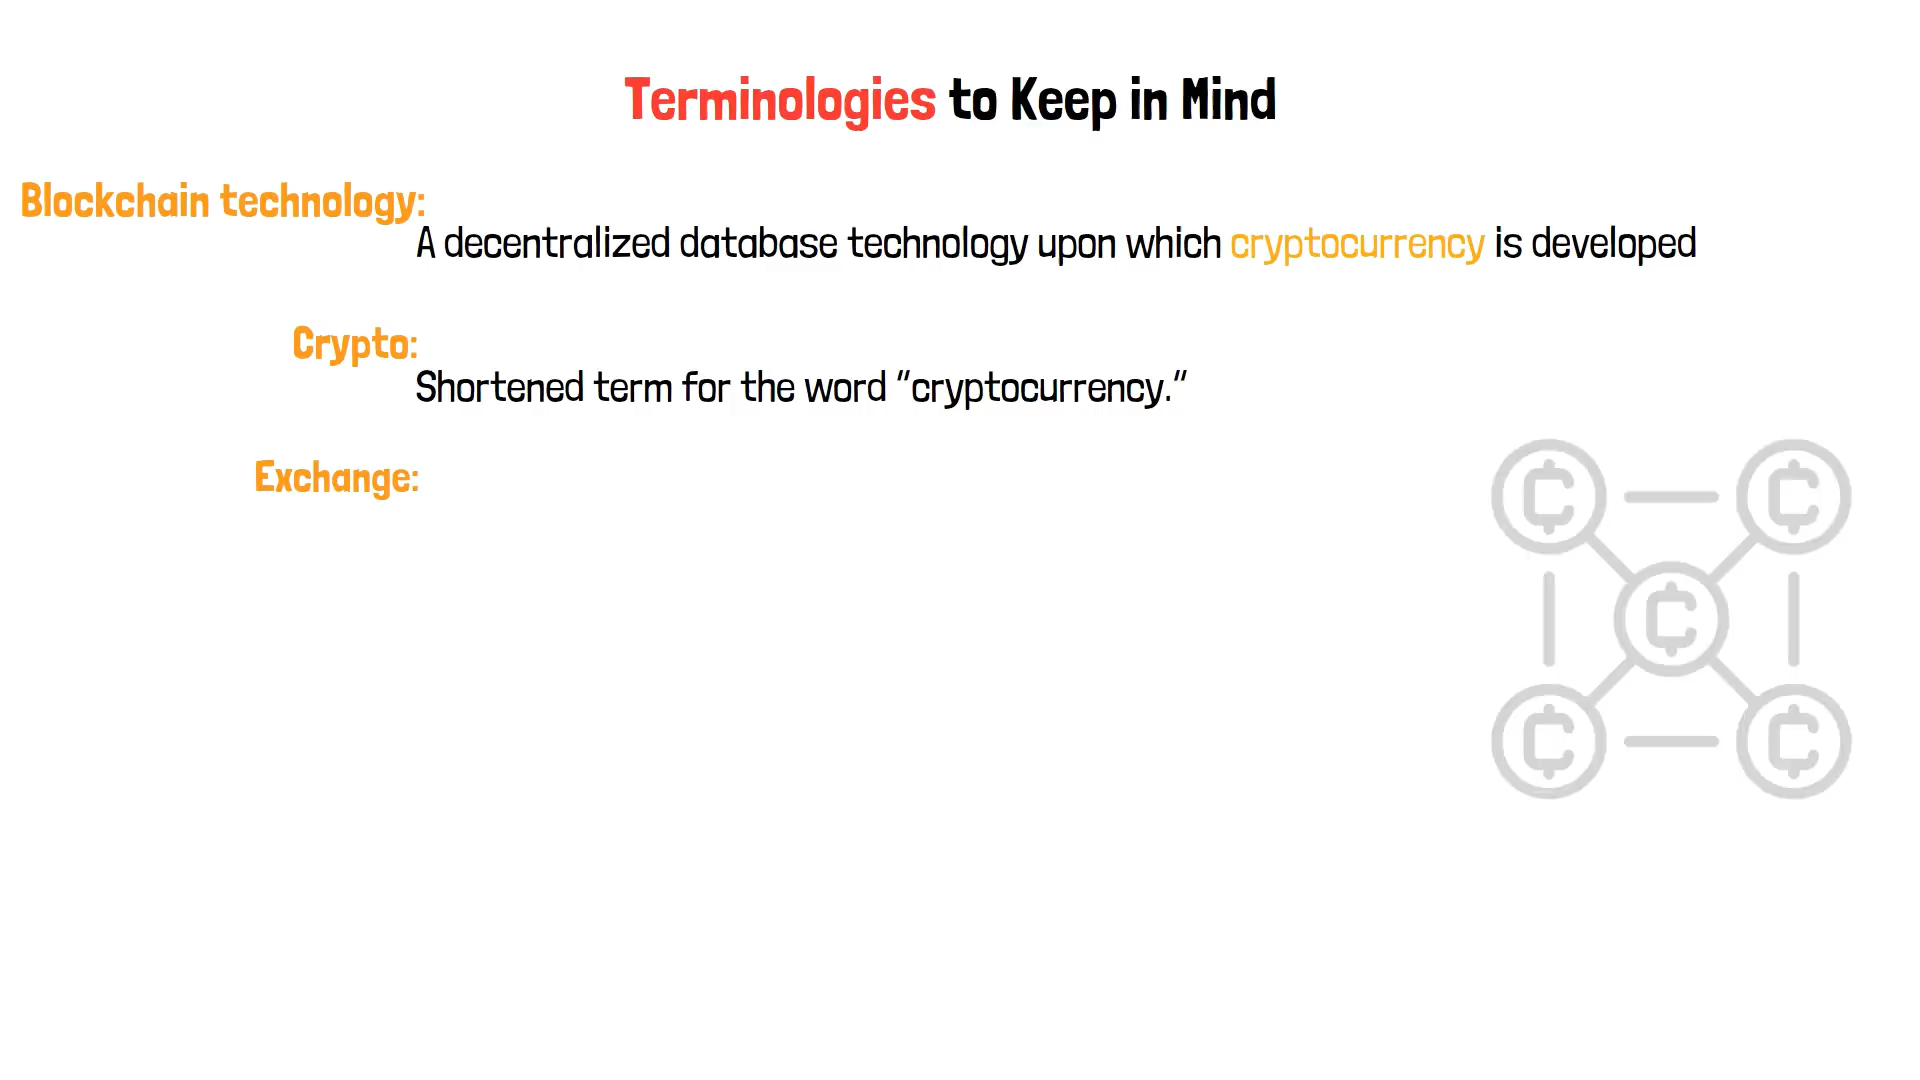 Terminologies to Keep in Mind
Blockchain technology:
A decentralized database technology upon which cryptocurrency is developed
Crypto:
Shortened term for the word "cryptocurrency."
Exchange: